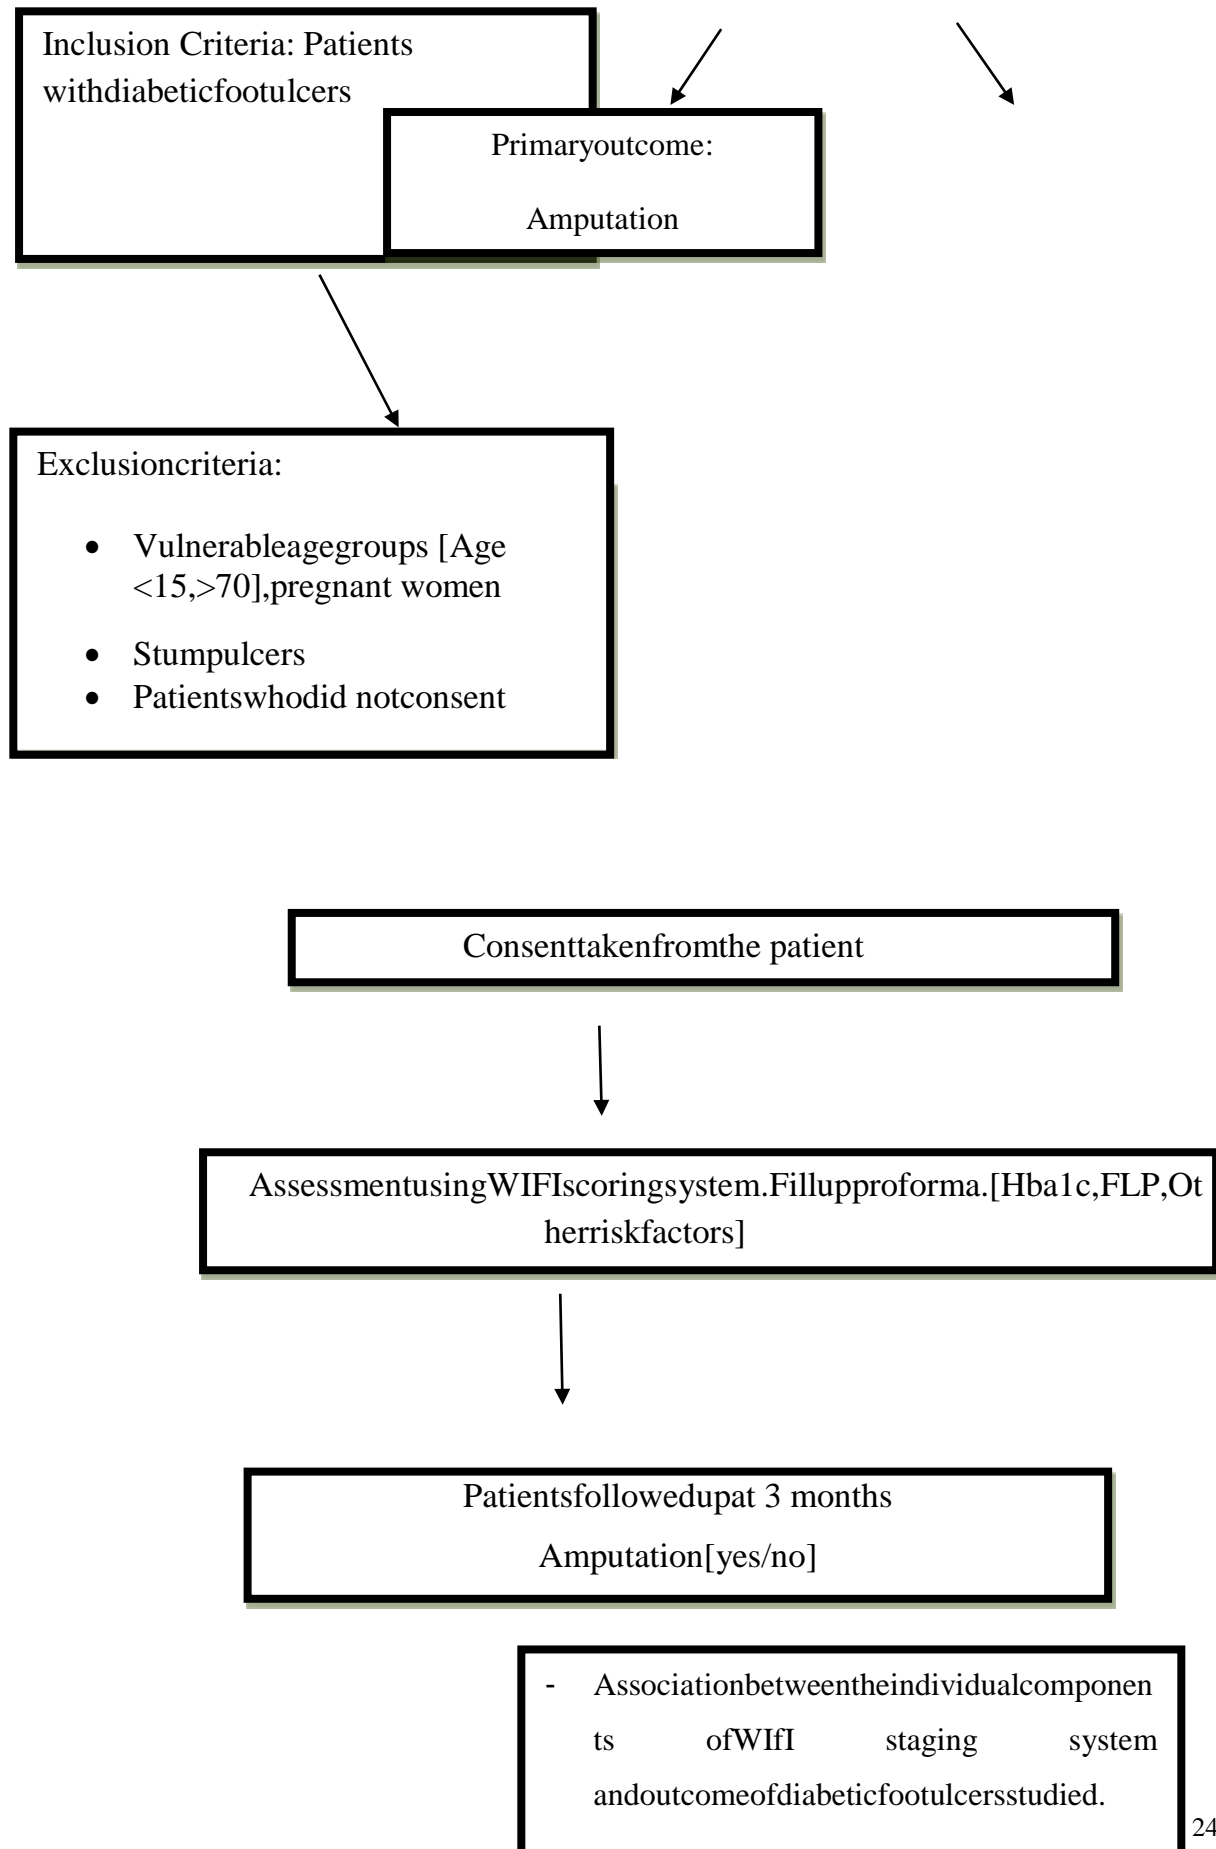 Inclusion Criteria: Patients
withdiabeticfootulcers
Primaryoutcome:
Amputation
Exclusioncriteria:
• Vulnerableagegroups [Age
<15,>70],pregnant women
• Stumpulcers
• Patientswhodid notconsent
Consenttakenfromthe patient
AssessmentusingWIFIscoringsystem.Fillupproforma.[Hba1c,FLP,Ot
herriskfactors]
Patientsfollowedupat 3 months
Amputation[yes/no]
- Associationbetweentheindividualcomponen
ts ofWIfI staging system
andoutcomeofdiabeticfootulcersstudied.
24